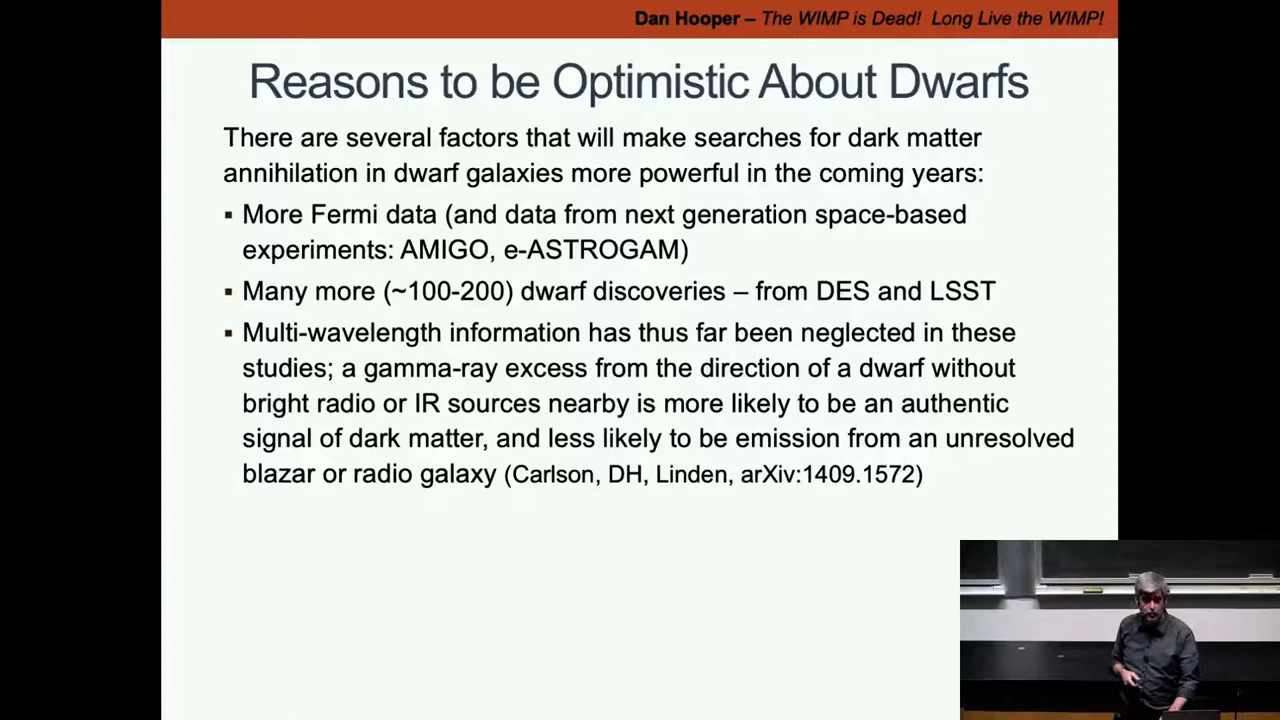 Dan Hooper – The WIMP is Dead! Long Live the WIMP!
Reasons to be Optimistic About Dwarfs
There are several factors that will make searches for dark matter
annihilation in dwarf galaxies more powerful in the coming years:
▪ More Fermi data (and data from next generation space-based
experiments: AMIGO, e-ASTROGAM)
▪ Many more (~100-200) dwarf discoveries – from DES and LSST
▪ Multi-wavelength information has thus far been neglected in these
studies; a gamma-ray excess from the direction of a dwarf without
bright radio or IR sources nearby is more likely to be an authentic
signal of dark matter, and less likely to be emission from an unresolved
blazar or radio galaxy (Carlson, DH, Linden, arXiv:1409.1572)